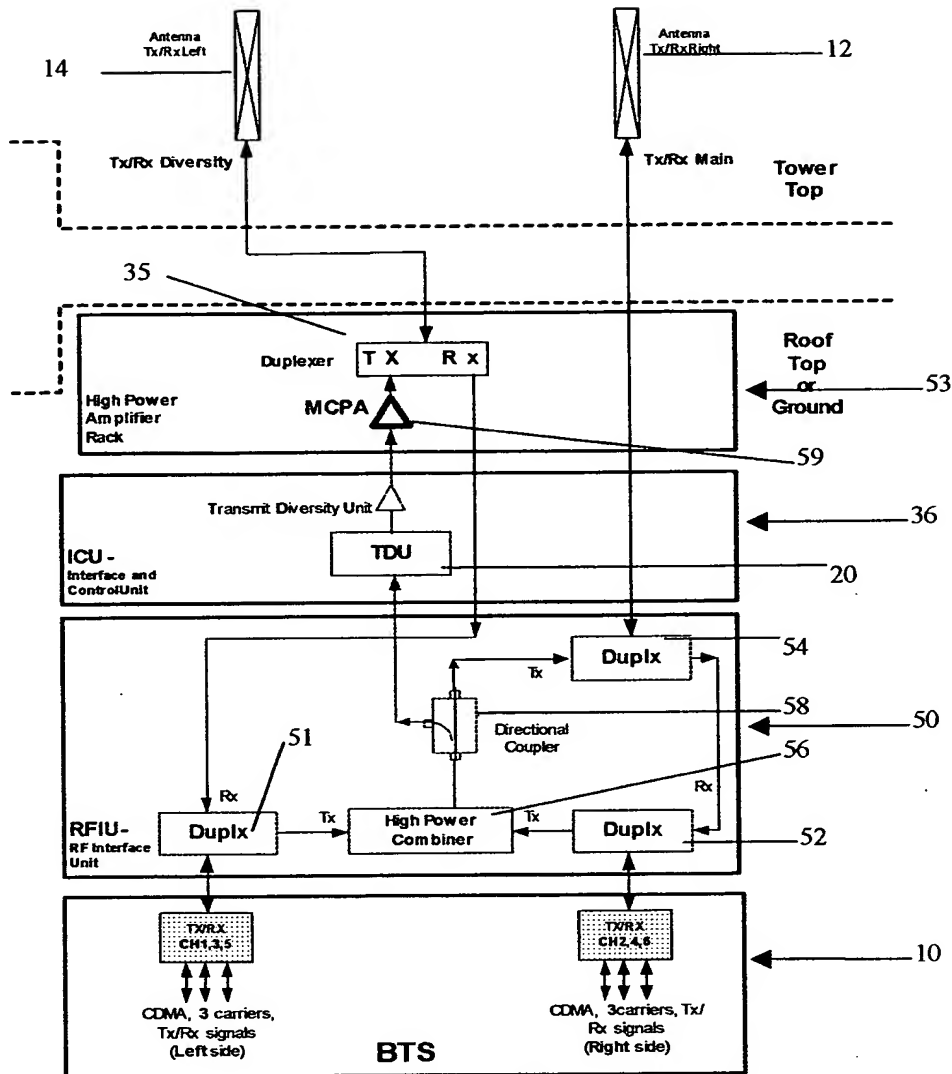 Antenna
Tx/RxLeft
14
Antenna
Tx/RxRight
12
Tx/Rx Diversity
Tx/Rx Main
Tower
Top
35
Duplexer
T X R x
Roof
Top
or
Ground
53
MCPA
High Power
Amplifier
Rack
59
Transmit Diversity Unit
36
TDU
ICU -
Interface and
ControlUnit
20
54
Duplx
Tx
58
Directional
Coupler
50
51
56
Rx
Rx
Duplx
Tx
High Power
Combiner
Tx
Duplx
52
RFIU-
RF Interface
Unit
TX/RX
CH1,3,5
TX/RX
CH2,4,6
10
CDMA, 3 carriers,
Tx/Rx signals
(Left side)
CDMA, 3carriers, Tx/
Rx signals
(Right side)
BTS